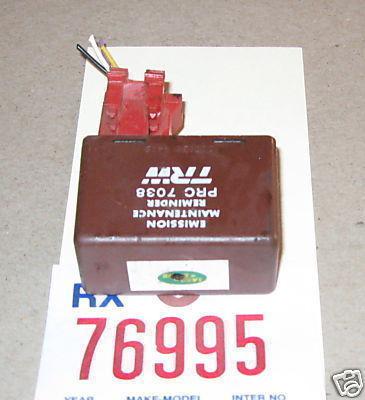 TRW
PRC 7038
EMISSION
MAINTENANCE
REMINDER
RX
76995
YEAR
MAKE-MODEL
INTER NO